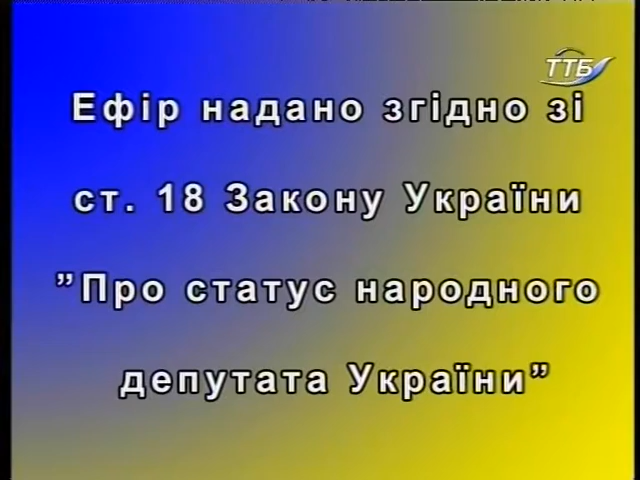 ТТБ
Ефір надано згідно зі
ст. 18 Закону України
”Про статус народного
депутата України”